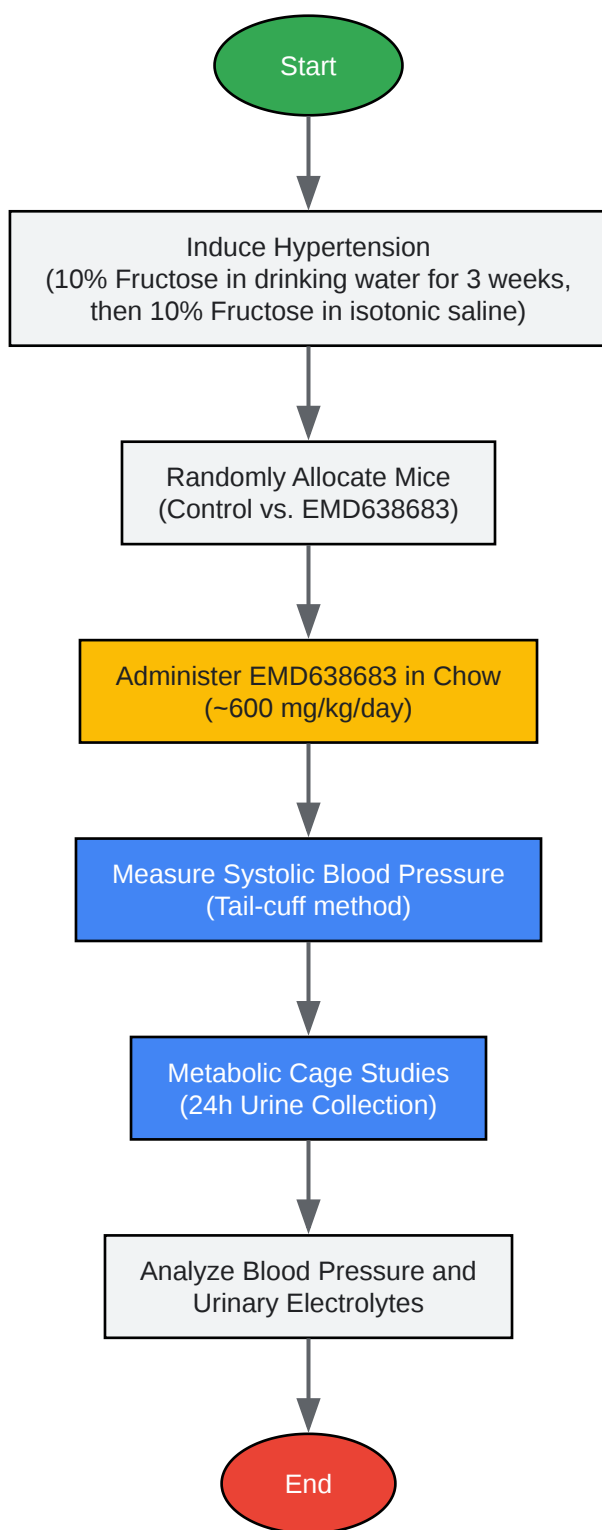 Start
Induce Hypertension
(10% Fructose in drinking water for 3 weeks,
then 10% Fructose in isotonic saline)
Randomly Allocate Mice
(Control vs. EMD638683)
Administer EMD638683 in Chow
(~600 mg/kg/day)
Measure Systolic Blood Pressure
(Tail-cuff method)
Metabolic Cage Studies
(24h Urine Collection)
Analyze Blood Pressure and
Urinary Electrolytes
End